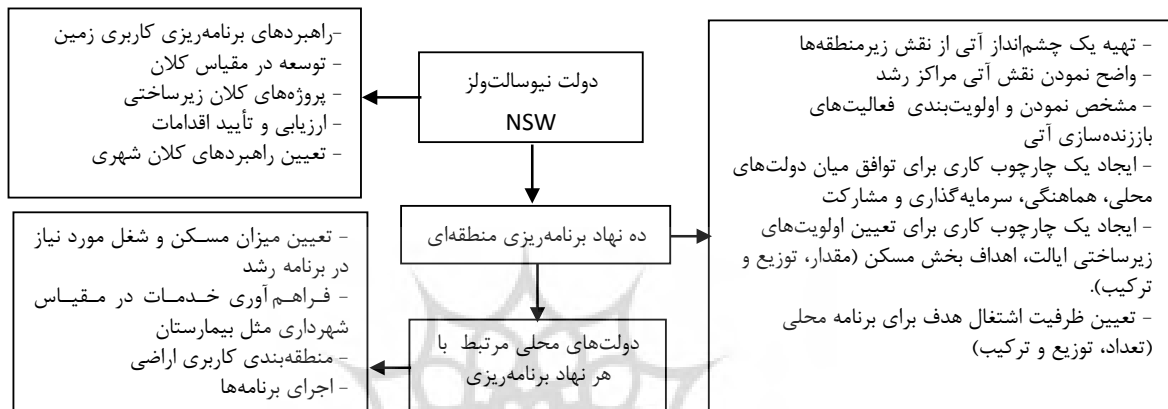 -راهبردهای برنامه‌ریزی کاربری زمین
- توسعه در مقیاس کلان
- پروژه‌های کلان زیرساختی
- ارزیابی و تأیید اقدامات
- تعیین راهبردهای کلان شهری
دولت نیوسالت‌ولز
NSW
- تهیه یک چشم‌انداز آتی از نقش زیرمنطقه‌ها
- واضح نمودن نقش آتی مراکز رشد
- مشخص نمودن و اولویت‌بندی فعالیت‌های
باززنده‌سازی آتی
- ایجاد یک چارچوب کاری برای توافق میان دولت‌های
محلی، هماهنگی، سرمایه‌گذاری و مشارکت
- ایجاد یک چارچوب کاری برای تعیین اولویت‌های
زیرساختی ایالت، اهداف بخش مسکن (مقدار، توزیع و
ترکیب).
- تعیین ظرفیت اشتغال هدف برای برنامه محلی
(تعداد، توزیع و ترکیب)
ده نهاد برنامه‌ریزی منطقه‌ای
- تعیین میزان مسکن و شغل مورد نیاز
در برنامه رشد
- فراهم آوری خدمات در مقیاس
شهرداری مثل بیمارستان
- منطقه‌بندی کاربری اراضی
- اجرای برنامه‌ها
دولت‌های محلی مرتبط با
هر نهاد برنامه‌ریزی